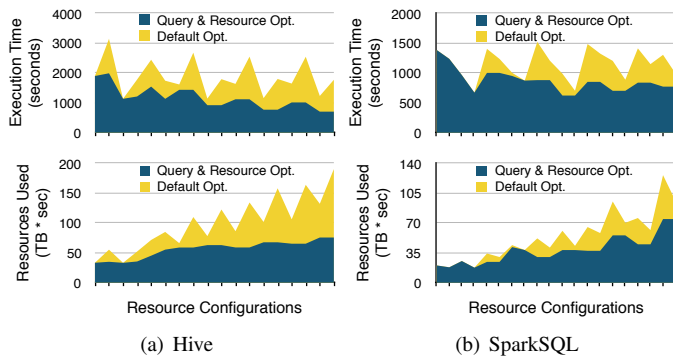 Query & Resource Opt.
Default Opt.
Execution Time
(seconds)
4000
3000
2000
1000
0
Query & Resource Opt.
Default Opt.
Execution Time
(seconds)
2000
1500
1000
500
0
Query & Resource Opt.
Default Opt.
Resources Used
(TB * sec)
200
150
100
50
0
Query & Resource Opt.
Default Opt.
Resources Used
(TB * sec)
140
105
70
35
0
Resource Configurations
Resource Configurations
(a) Hive
(b) SparkSQL